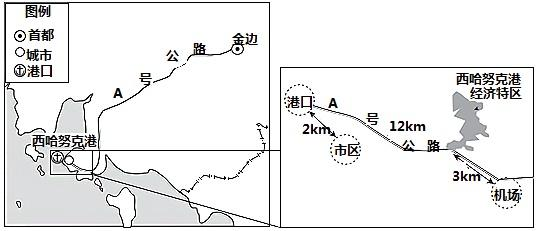 图例
首都
城市
港口
金边
A 号 公 路
西哈努克港
西哈努克港
经济特区
港口
A 号 公 路
12km
2km
市区
3km
机场